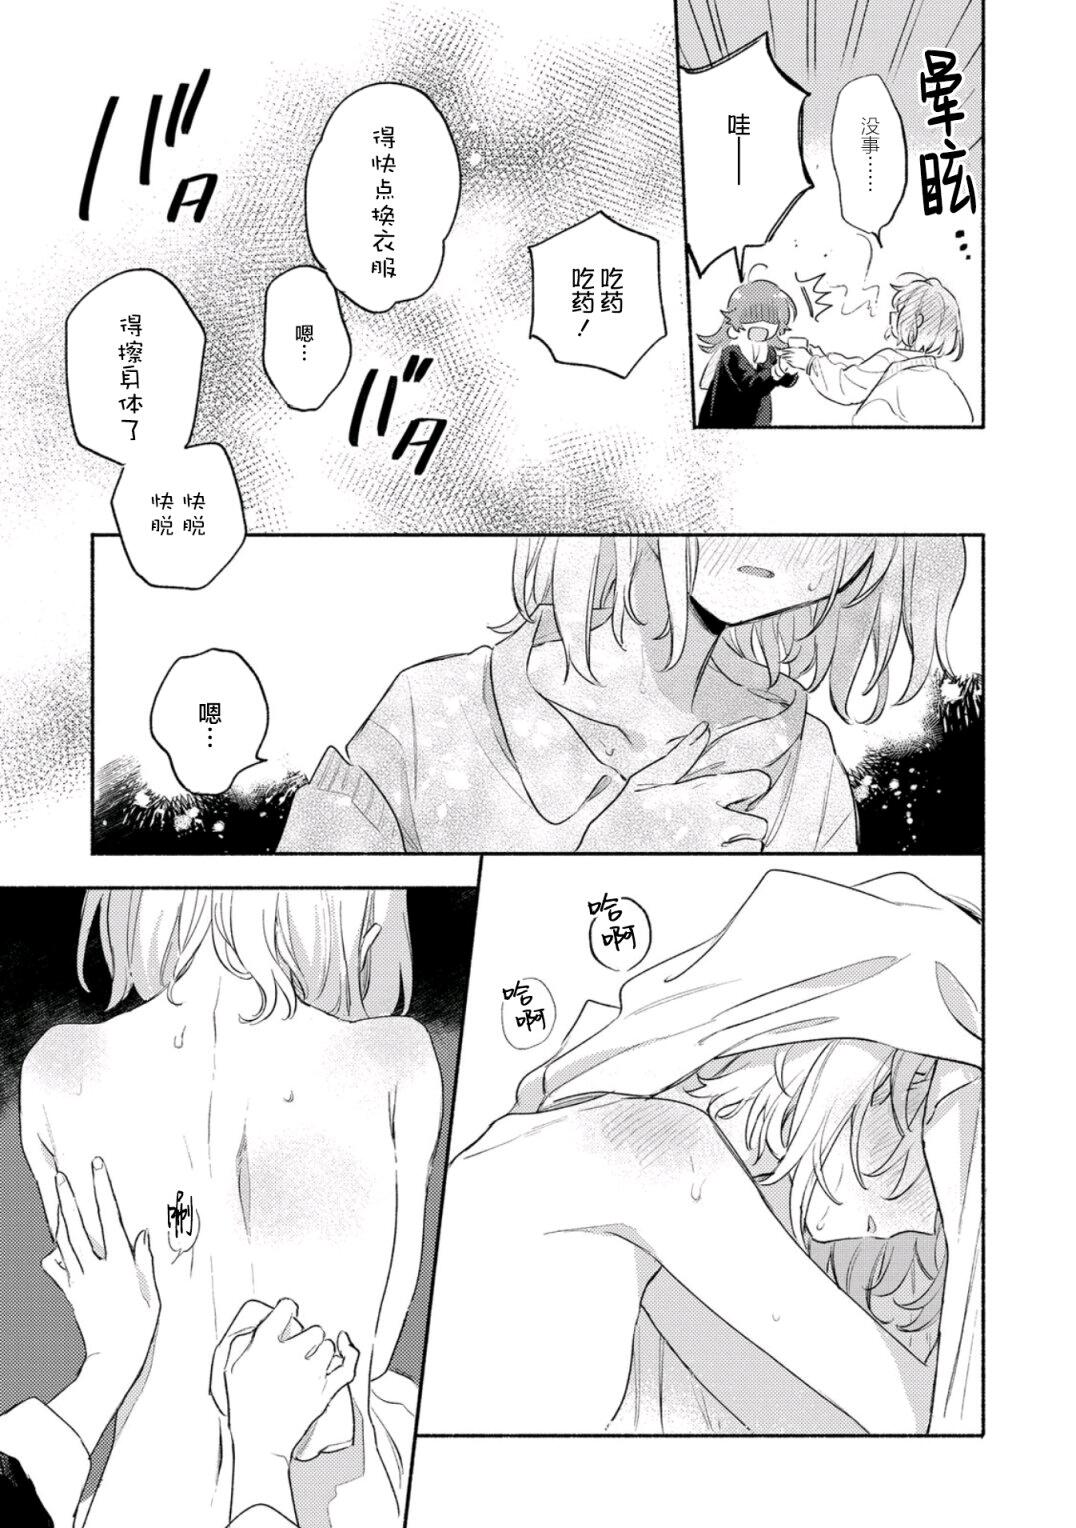 晕眩…
没事……
哇——
吃药
吃药！
得快点换衣服
嗯…
バタ
バタ
得擦身体了
快脱
快脱
嗯…
哈啊
哈啊
唰